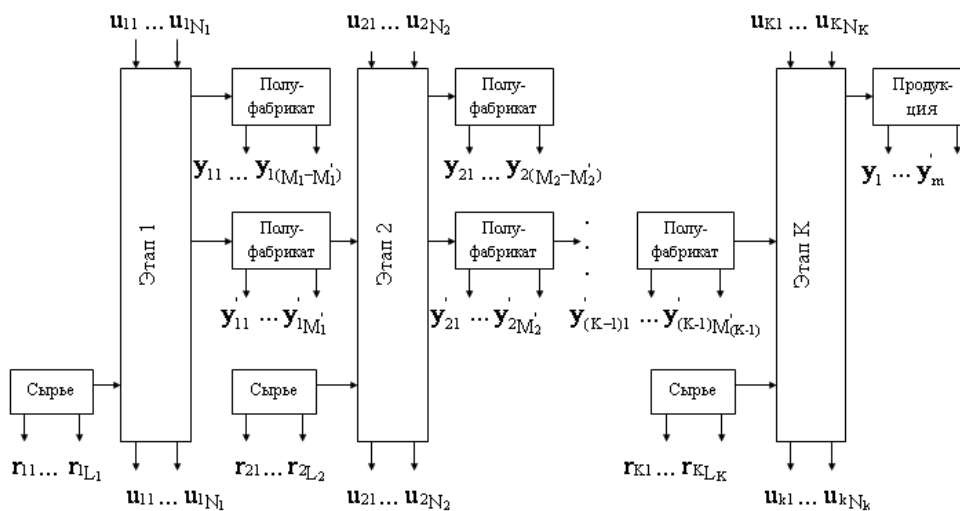 u11 ... u1N1
u21 ... u2N2
uK1 ... uKNK
Полу-
фабрикат
Полу-
фабрикат
Продук-
ция
y11 ... y1(M1−M'1)
y21 ... y2(M2−M'2)
y1 ... y'm
Этап 1
Полу-
фабрикат
Этап 2
Полу-
фабрикат
Полу-
фабрикат
Этап K
y'11 ... y'1M'1
y'21 ... y'2M'2
y'(K−1)1 ... y'(K-1)M'(K-1)
Сырье
Сырье
Сырье
r11 ... r1L1
r21 ... r2L2
rK1 ... rKLK
u11 ... u1N1
u21 ... u2N2
uk1 ... ukNk